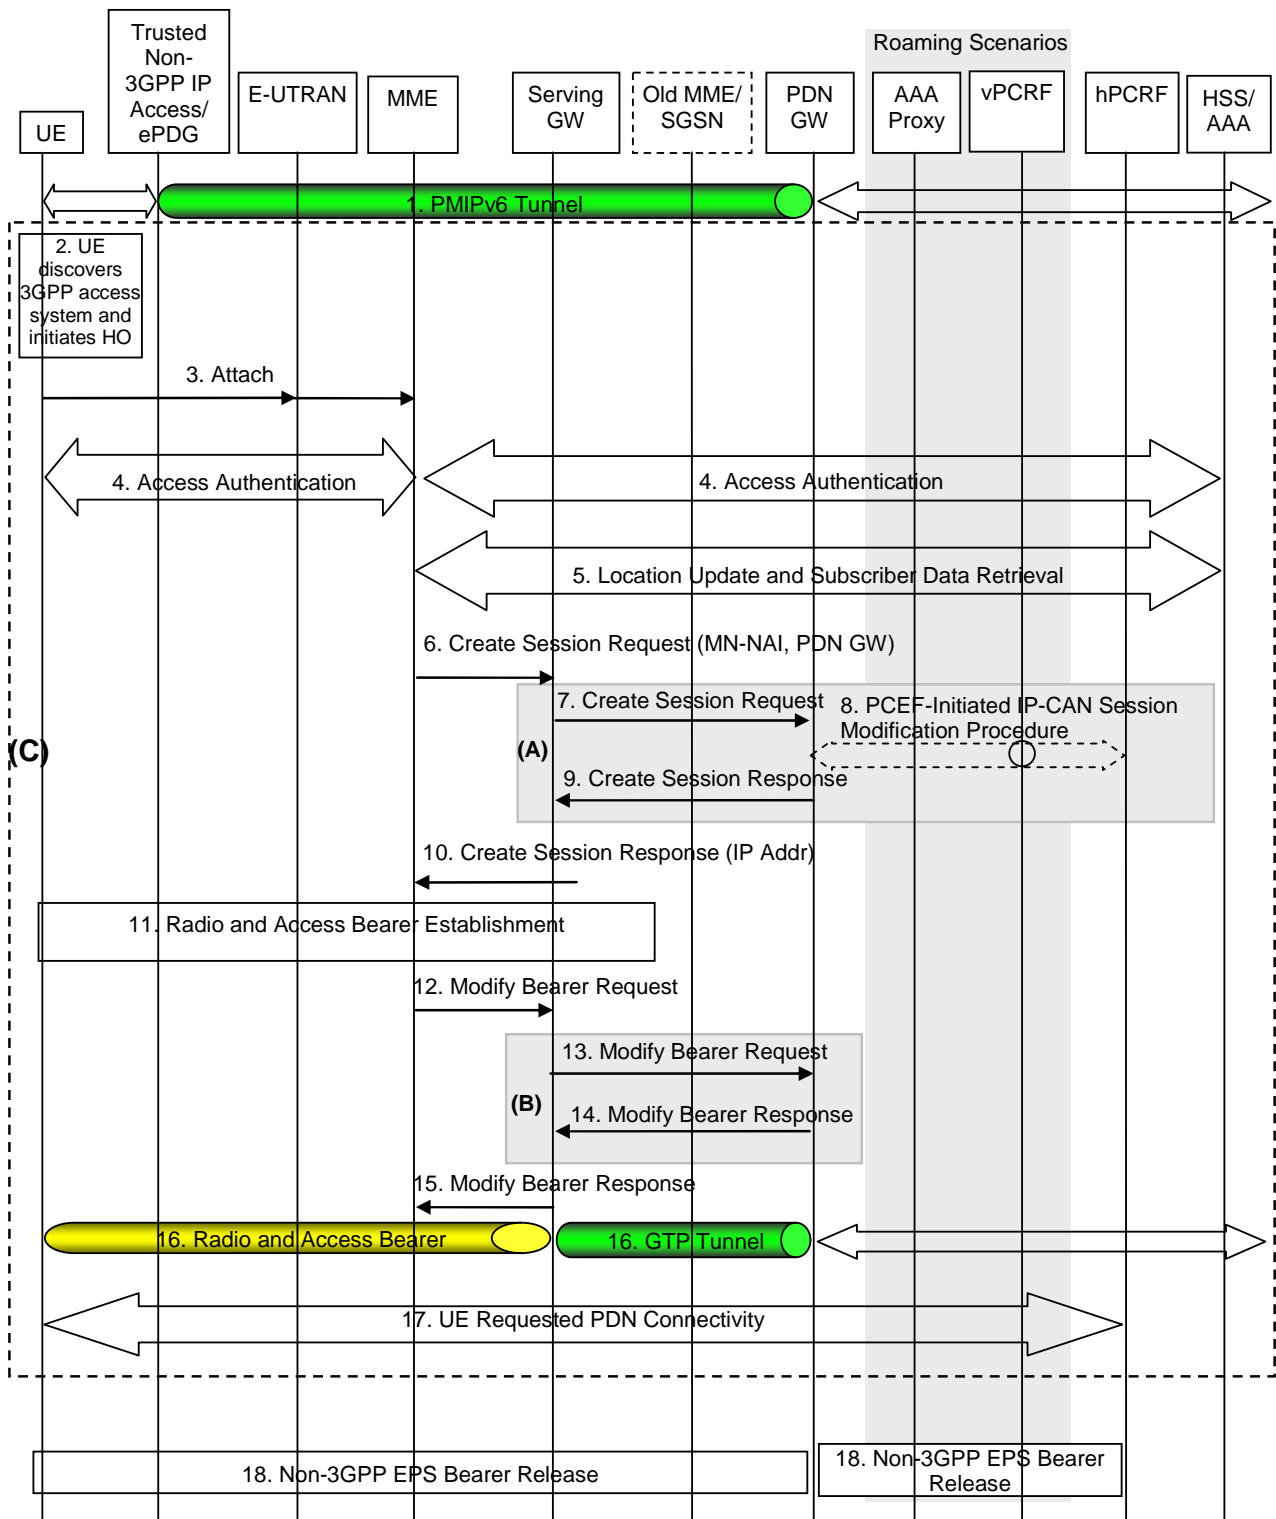 Roaming Scenarios
UE
Trusted
Non-
3GPP IP
Access/
ePDG
E-UTRAN
MME
Serving
GW
Old MME/
SGSN
PDN
GW
AAA
Proxy
vPCRF
hPCRF
HSS/
AAA
1. PMIPv6 Tunnel
2. UE
discovers
3GPP access
system and
initiates HO
3. Attach
4. Access Authentication
4. Access Authentication
5. Location Update and Subscriber Data Retrieval
6. Create Session Request (MN-NAI, PDN GW)
7. Create Session Request
8. PCEF-Initiated IP-CAN Session
Modification Procedure
(C)
(A)
9. Create Session Response
10. Create Session Response (IP Addr)
11. Radio and Access Bearer Establishment
12. Modify Bearer Request
13. Modify Bearer Request
(B)
14. Modify Bearer Response
15. Modify Bearer Response
16. Radio and Access Bearer
16. GTP Tunnel
17. UE Requested PDN Connectivity
18. Non-3GPP EPS Bearer Release
18. Non-3GPP EPS Bearer
Release